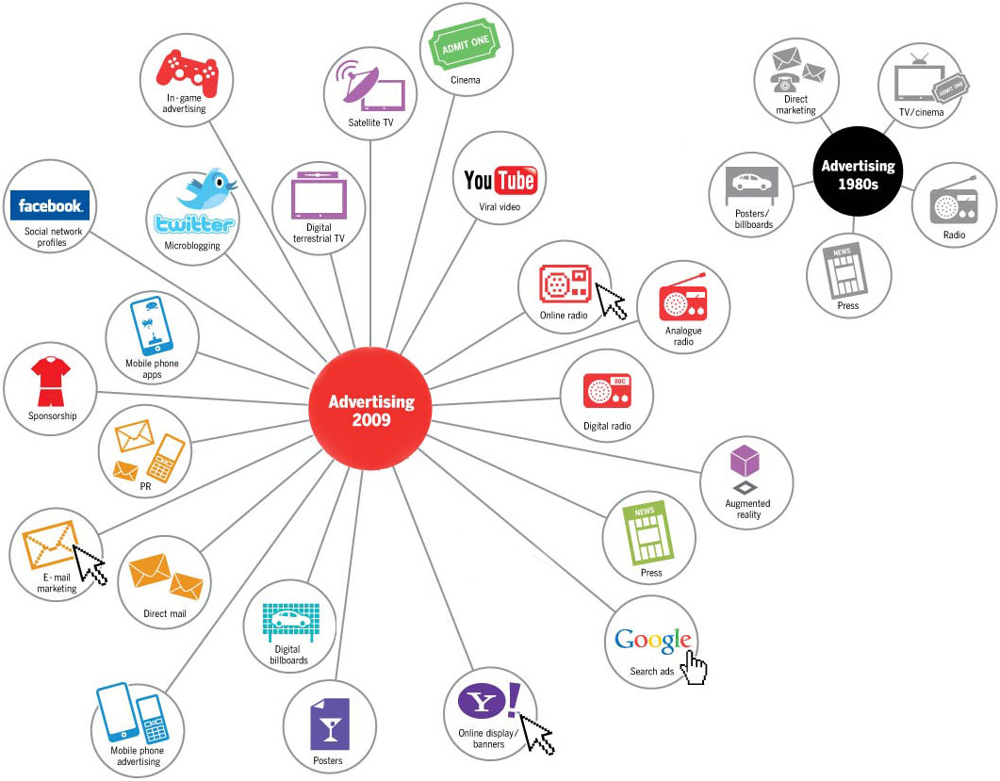 ADMIT ONE
Cinema
In-game
advertising
Satellite TV
Direct
marketing
ADMIT ONE
TV/cinema
facebook.
Social network
profiles
twitter
Microblogging
Digital
terrestrial TV
You Tube
Viral video
Advertising
1980s
Posters/
billboards
Radio
NEWS
Press
Online radio
Analogue
radio
Mobile phone
apps
Sponsorship
Advertising
2009
BBC
Digital radio
PR
Augmented
reality
NEWS
Press
E-mail
marketing
Direct mail
Digital
billboards
Google
Search ads
Mobile phone
advertising
Posters
Y!
Online display/
banners